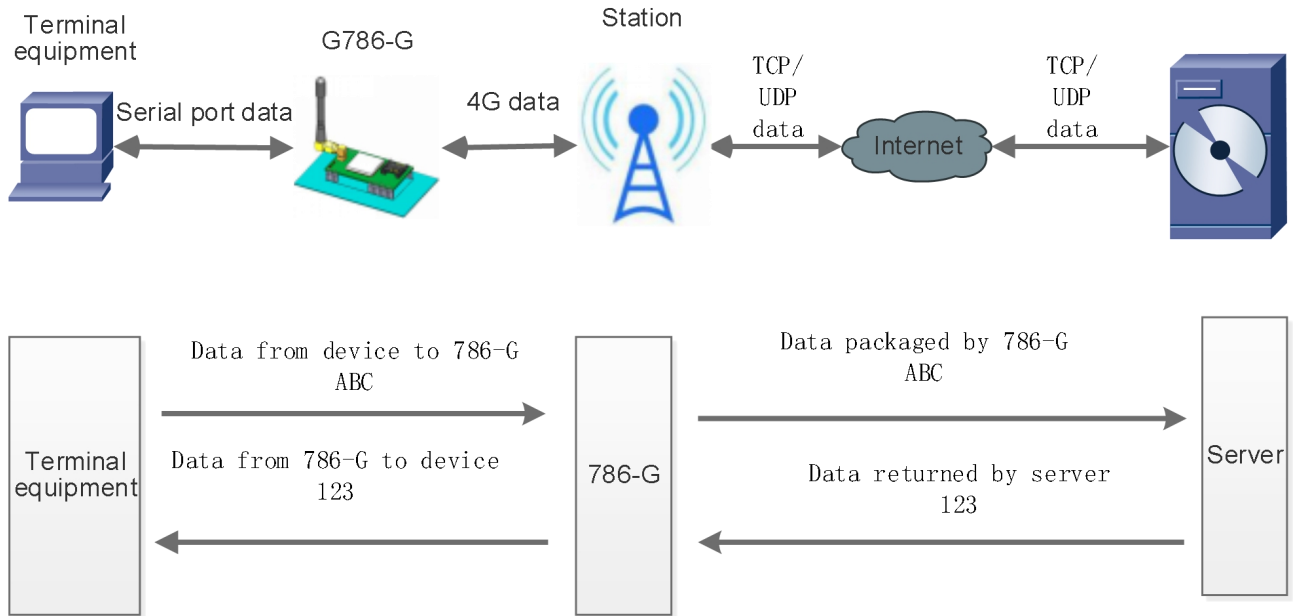 Terminal
equipment
G786-G
Station
Serial port data
4G data
TCP/
UDP
data
Internet
TCP/
UDP
data
Data from device to 786-G
ABC
Data packaged by 786-G
ABC
Terminal
equipment
Data from 786-G to device
123
786-G
Data returned by server
123
Server